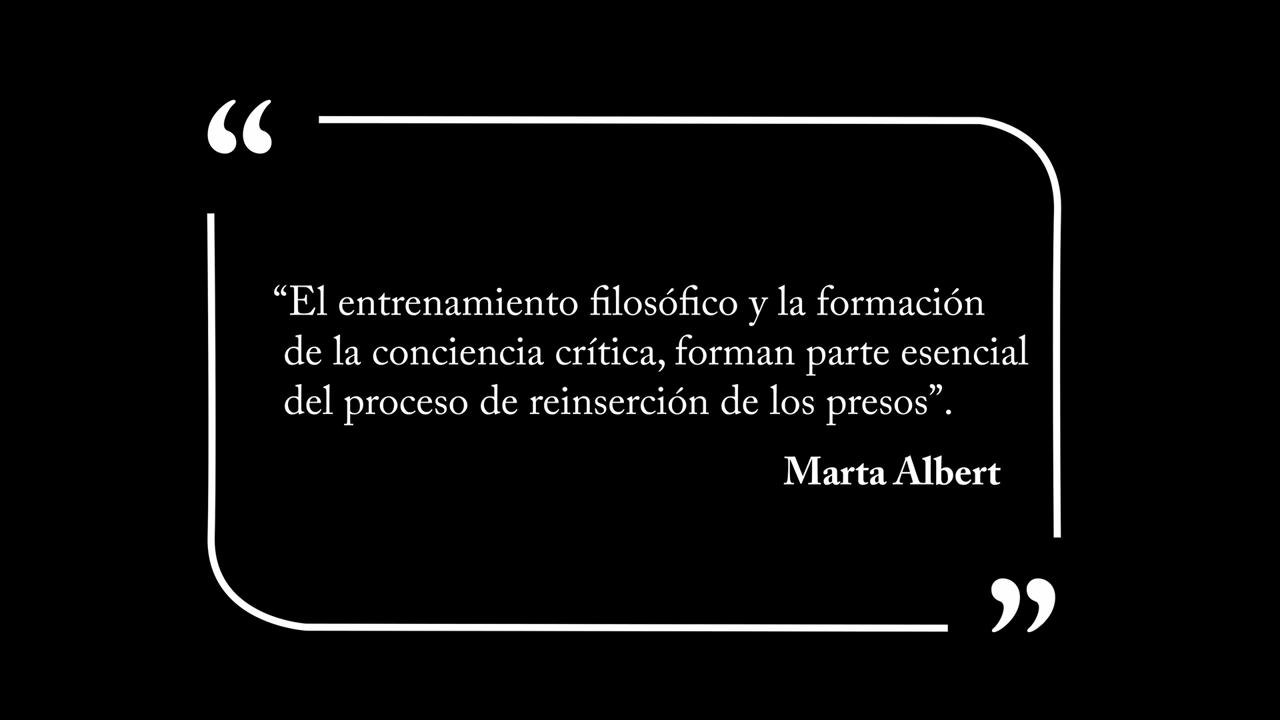 “El entrenamiento filosófico y la formación
de la conciencia crítica, forman parte esencial
del proceso de reinserción de los presos”.
Marta Albert